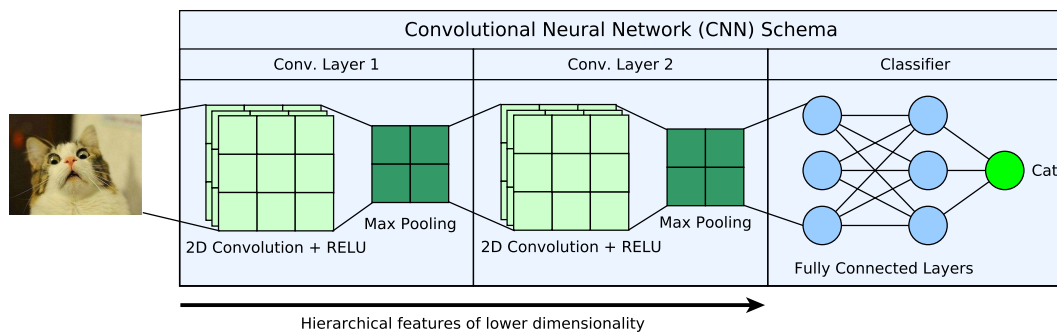 Convolutional Neural Network (CNN) Schema
Conv. Layer 1
Conv. Layer 2
Classifier
Cat
Max Pooling
Max Pooling
2D Convolution + RELU
2D Convolution + RELU
Fully Connected Layers
Hierarchical features of lower dimensionality